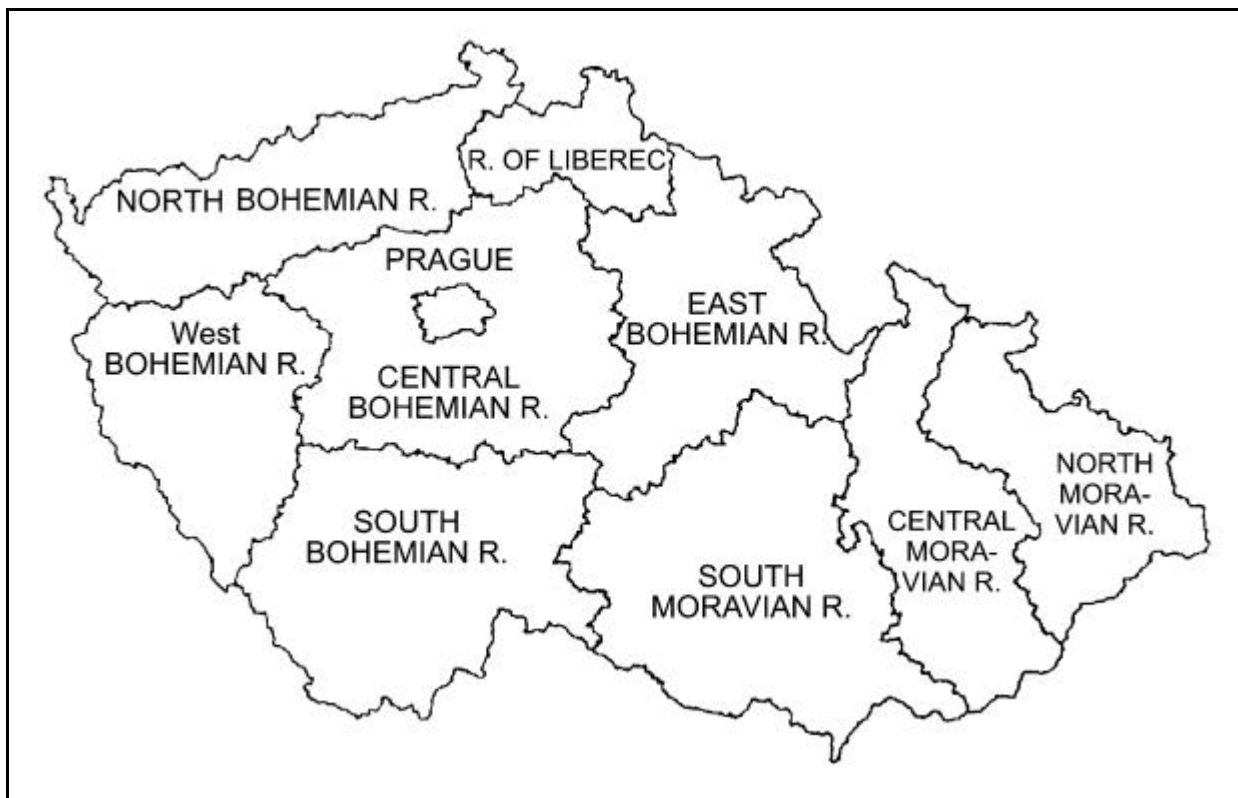 R. OF LIBEREC
NORTH BOHEMIAN R.
PRAGUE
EAST
BOHEMIAN R.
West
BOHEMIAN R.
CENTRAL
BOHEMIAN R.
NORTH
MORA-
VIAN R.
SOUTH
BOHEMIAN R.
CENTRAL
MORA-
VIAN R.
SOUTH
MORAVIAN R.